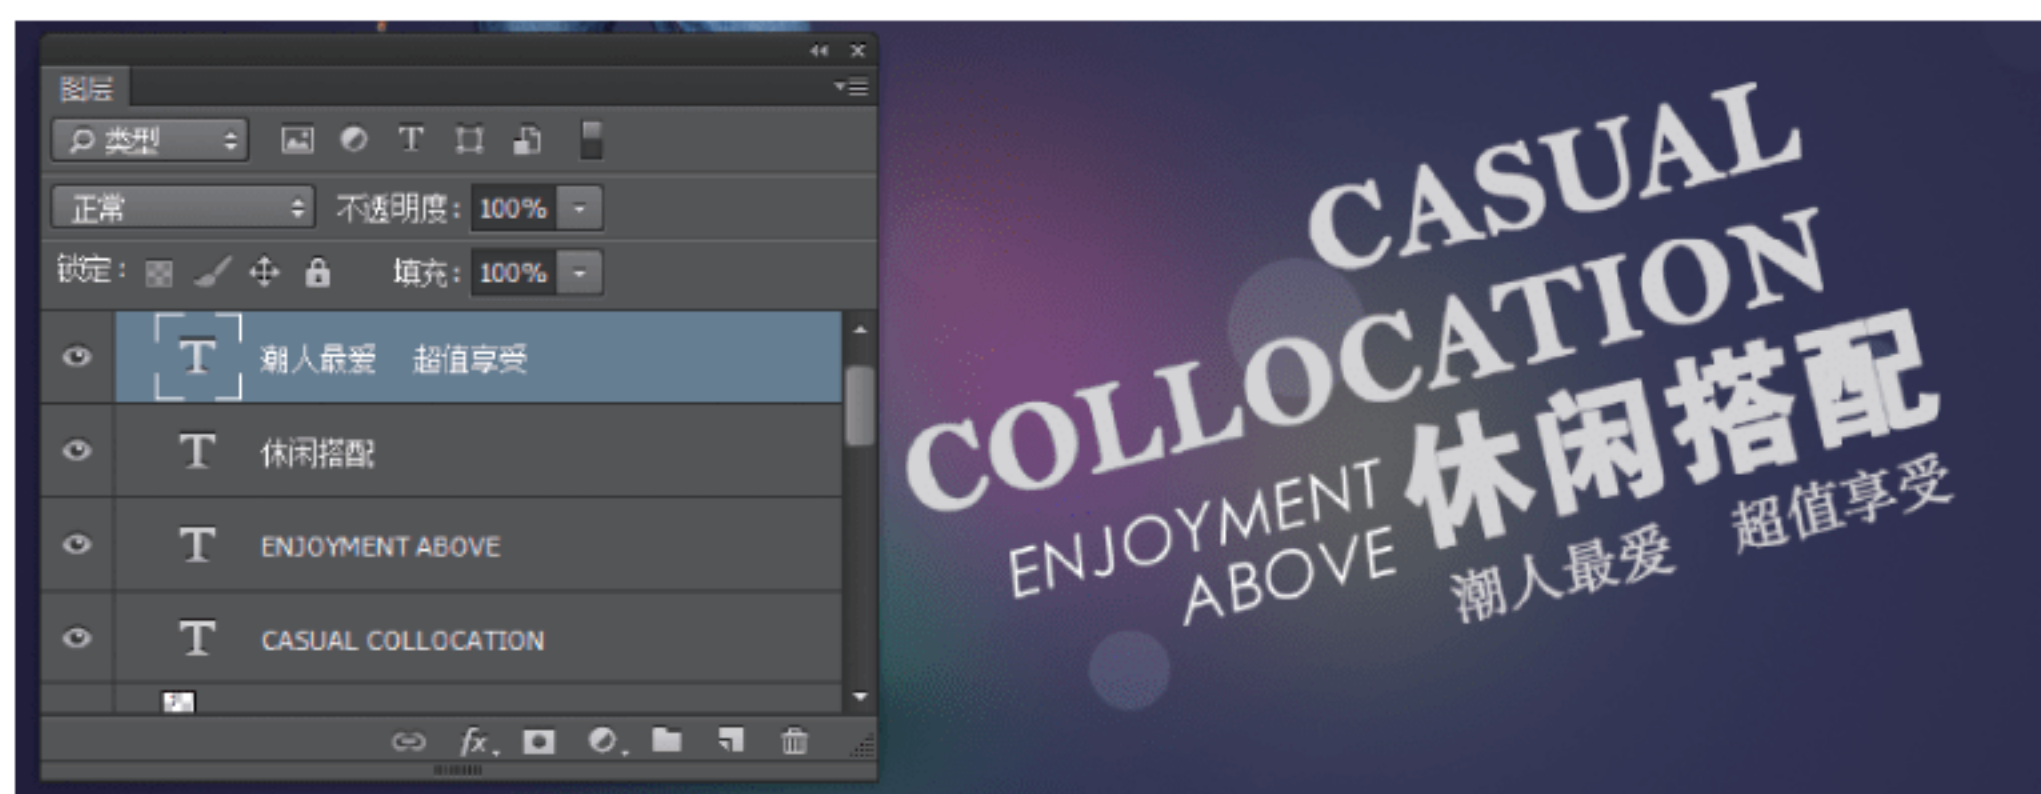 图层
类型
T
正常
不透明度: 100%
锁定:
填充: 100%
T 潮人最爱 超值享受
T 休闲搭配
T ENJOYMENT ABOVE
T CASUAL COLLOCATION
fx
CASUAL
COLLOCATION
ENJOYMENT
ABOVE
休闲搭配
潮人最爱 超值享受